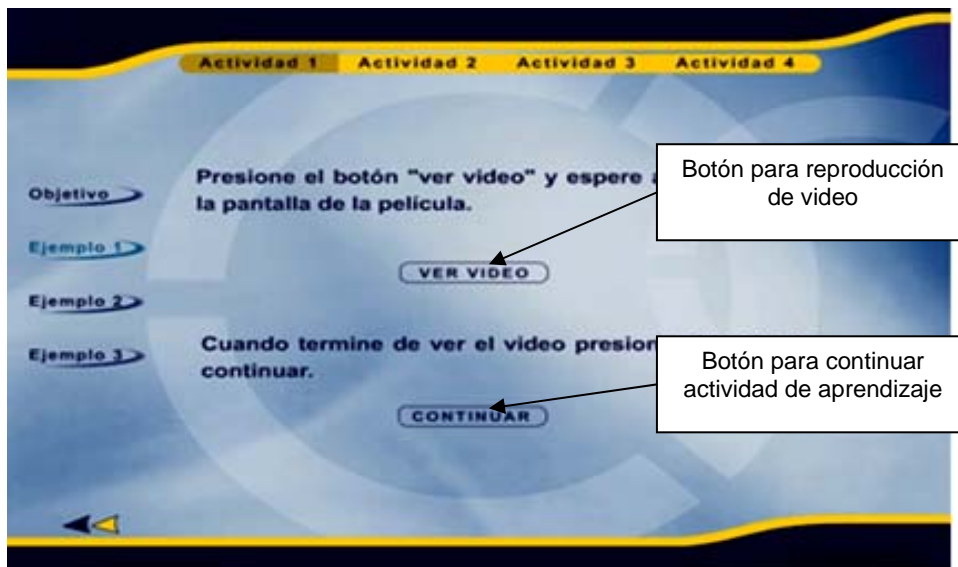 Actividad 1 Actividad 2 Actividad 3 Actividad 4
Objetivo
Ejemplo 1
Ejemplo 2
Ejemplo 3
Presione el botón "ver video" y espere a
la pantalla de la película.
VER VIDEO
Cuando termine de ver el video presion
continuar.
CONTINUAR
Botón para reproducción
de video
Botón para continuar
actividad de aprendizaje